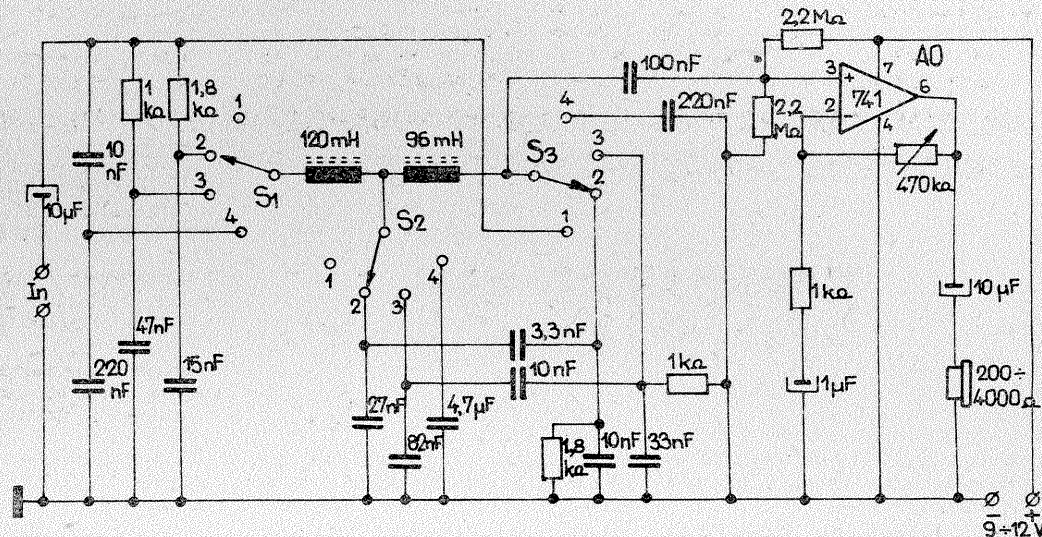 2,2MΩ
AO
1
kΩ
1,8
kΩ
1
100nF
3
+
7
741
6
2
-
4
4
220nF
2,2
MΩ
10
nF
2
120mH
96mH
S3
3
2
470kΩ
3
S1
10µF
4
S2
1
In
1
4
2
3
1kΩ
10µF
47nF
3,3nF
220
nF
15nF
10nF
1kΩ
1µF
200÷
4000Ω
27nF
4,7µF
82nF
1,8
kΩ
10nF
33nF
-
+
9÷12V